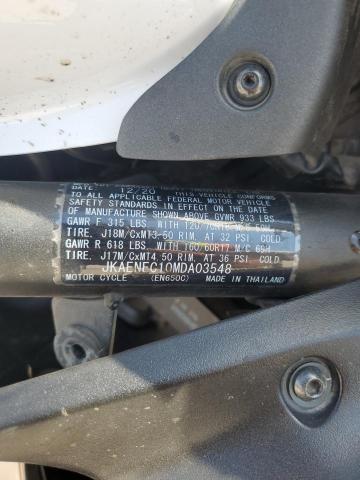 DATE 12/20 THIS VEHICLE CONFORMS
TO ALL APPLICABLE FEDERAL MOTOR VEHICLE
SAFETY STANDARDS IN EFFECT ON THE DATE OF
MANUFACTURE SHOWN ABOVE GVWR 933 LBS
GAWR F 315 LBS WITH 120/70R18 M/C 59H
TIRE, J18M/CxMT3.50 RIM, AT 32 PSI COLD
GAWR R 618 LBS WITH 160/60R17 M/C 69H
TIRE, J17M/CxMT4.50 RIM, AT 36 PSI COLD
JKAENFC10MDA03548
MOTOR CYCLE (EN650C) MADE IN THAILAND